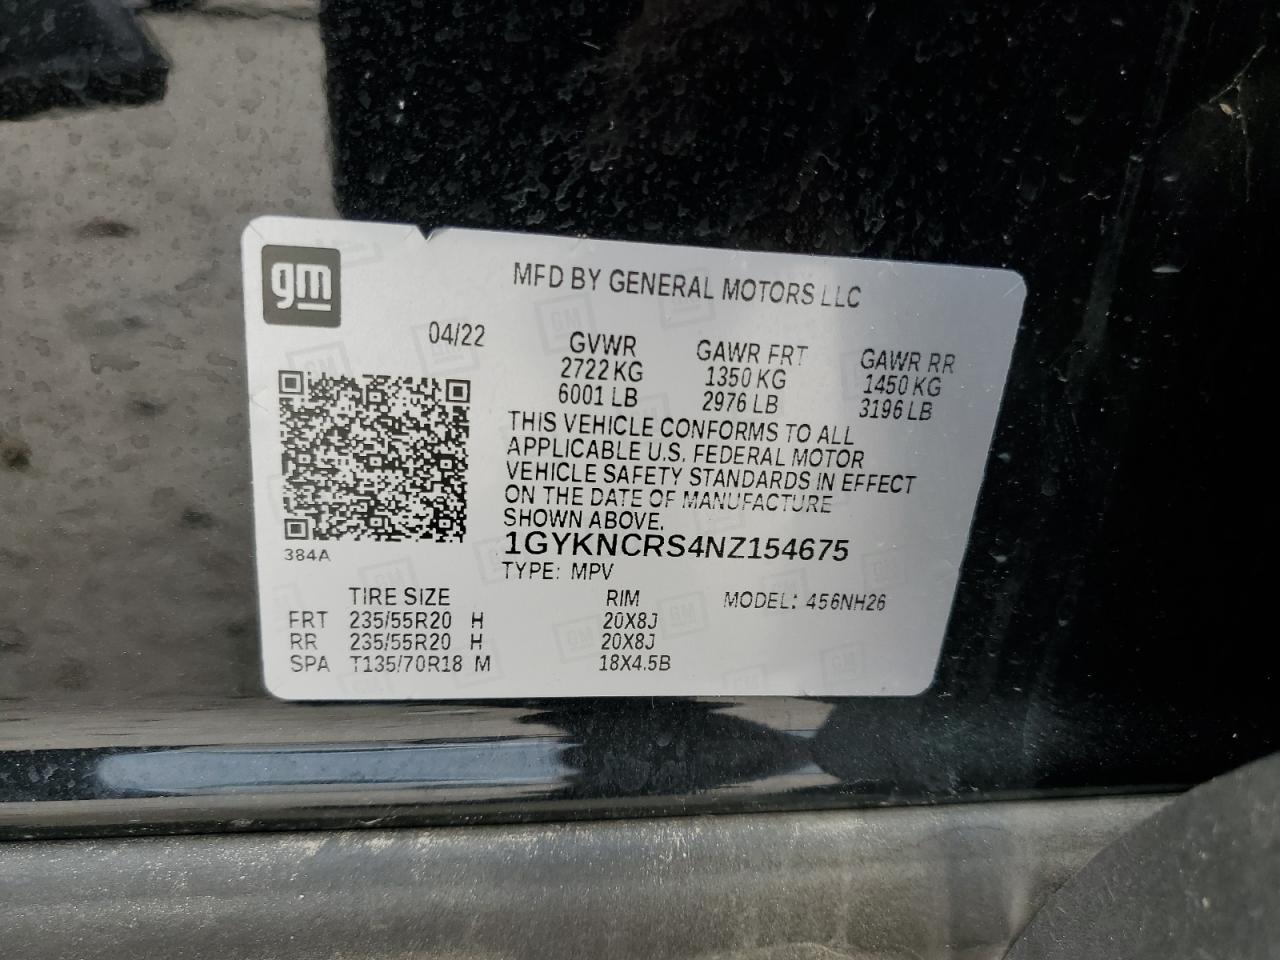 gm
MFD BY GENERAL MOTORS LLC
04/22
GVWR GAWR FRT GAWR RR
2722 KG 1350 KG 1450 KG
6001 LB 2976 LB 3196 LB
THIS VEHICLE CONFORMS TO ALL
APPLICABLE U.S. FEDERAL MOTOR
VEHICLE SAFETY STANDARDS IN EFFECT
ON THE DATE OF MANUFACTURE
SHOWN ABOVE.
384A
1GYKNCRS4NZ154675
TYPE: MPV
TIRE SIZE RIM MODEL: 456NH26
FRT 235/55R20 H 20X8J
RR 235/55R20 H 20X8J
SPA T135/70R18 M 18X4.5B